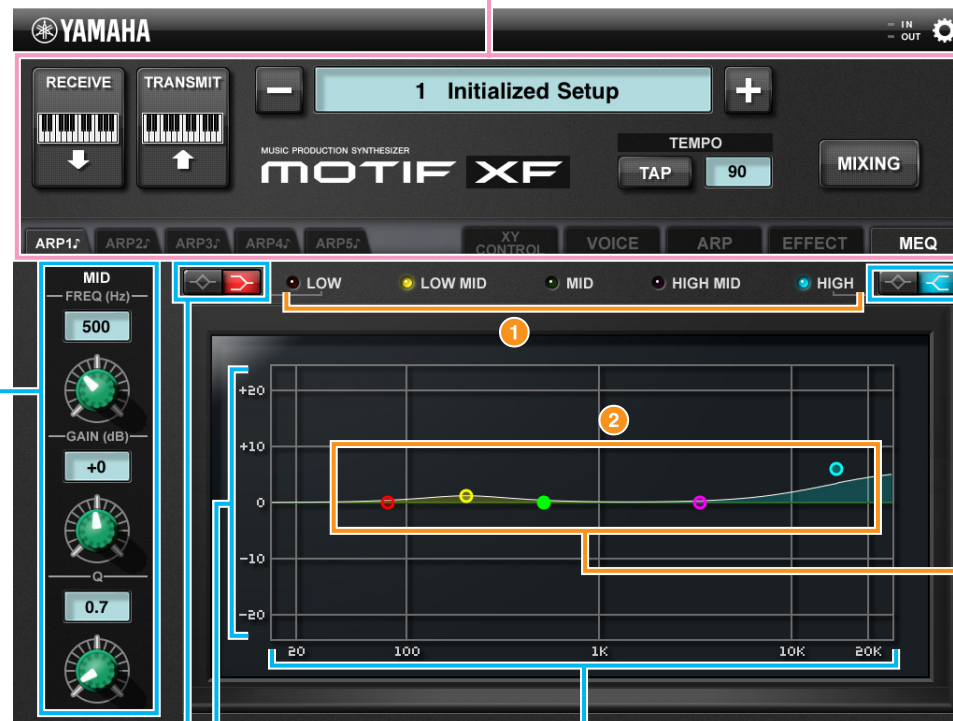 YAMAHA
IN
OUT
RECEIVE
TRANSMIT
1 Initialized Setup
MUSIC PRODUCTION SYNTHESIZER
MOTIF XF
TEMPO
TAP
90
MIXING
ARP1♪ ARP2♪ ARP3♪ ARP4♪ ARP5♪
XY CONTROL VOICE ARP EFFECT MEQ
MID
FREQ (Hz)
500
GAIN (dB)
+0
Q
0.7
LOW LOW MID MID HIGH MID HIGH
1
2
+20
+10
0
-10
-20
20 100 1K 10K 20K